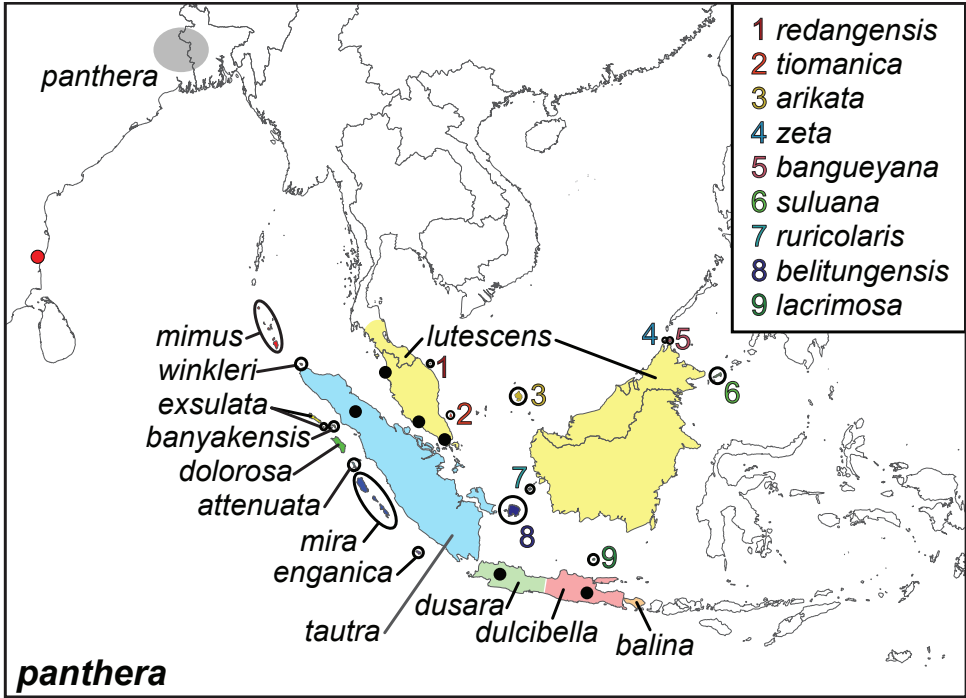 panthera
1 redangensis
2 tiomanica
3 arikata
4 zeta
5 bangueyana
6 suluana
7 ruricolaris
8 belitungensis
9 lacrimosa
mimus
lutescens
4 5
winkleri
1
6
exsulata
2
3
banyakensis
dolorosa
7
attenuata
8
mira
9
enganica
dusara
tautra
dulcibella
balina
panthera